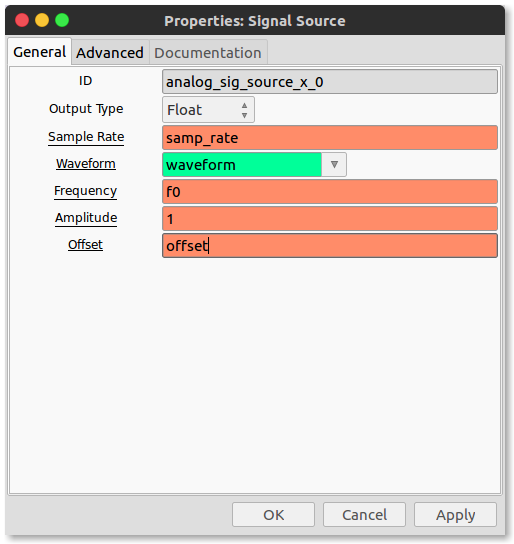 Properties: Signal Source
General Advanced Documentation
ID analog_sig_source_x_0
Output Type Float
Sample Rate samp_rate
Waveform waveform
Frequency f0
Amplitude 1
Offset offset
OK Cancel Apply